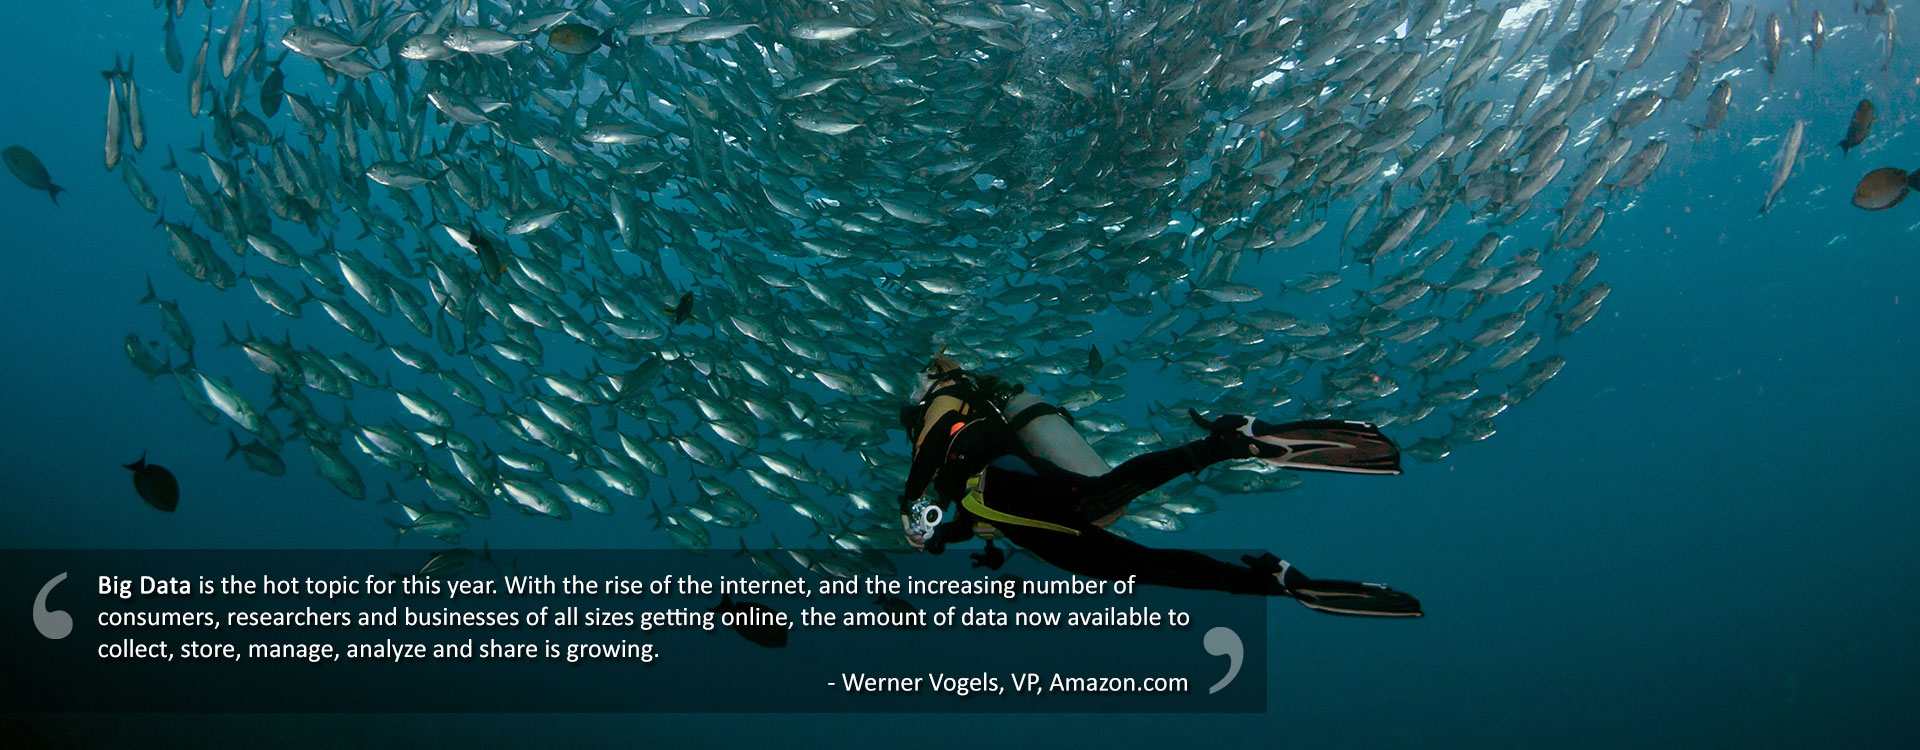 Big Data is the hot topic for this year. With the rise of the internet, and the increasing number of
consumers, researchers and businesses of all sizes getting online, the amount of data now available to
collect, store, manage, analyze and share is growing.
- Werner Vogels, VP, Amazon.com